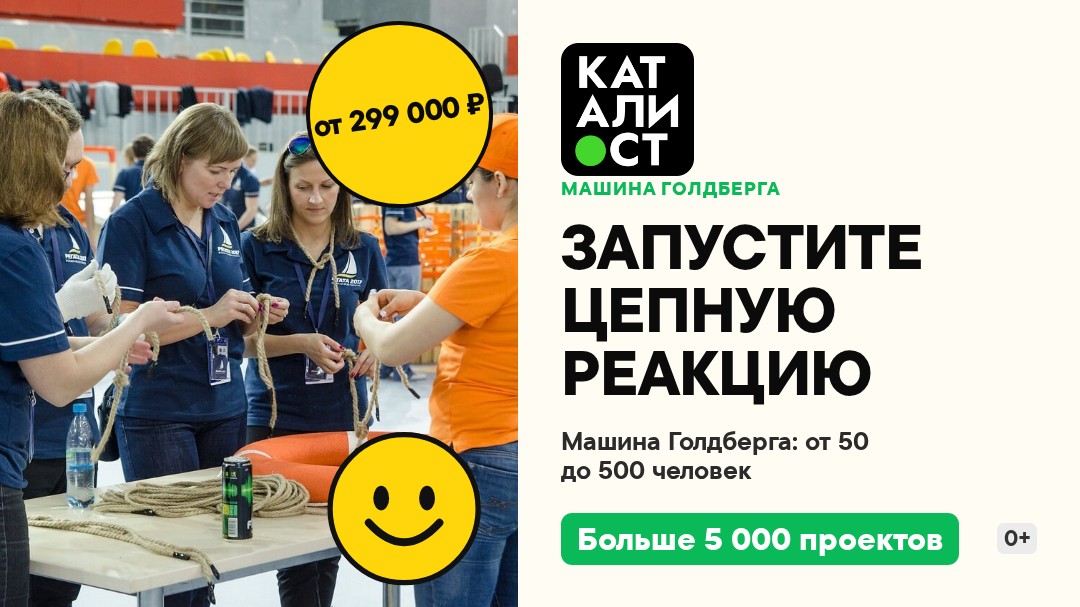 от 299 000 ₽
КАТ
АЛИ
СТ
МАШИНА ГОЛДБЕРГА
ЗАПУСТИТЕ
ЦЕПНУЮ
РЕАКЦИЮ
Машина Голдберга: от 50
до 500 человек
Больше 5 000 проектов
0+